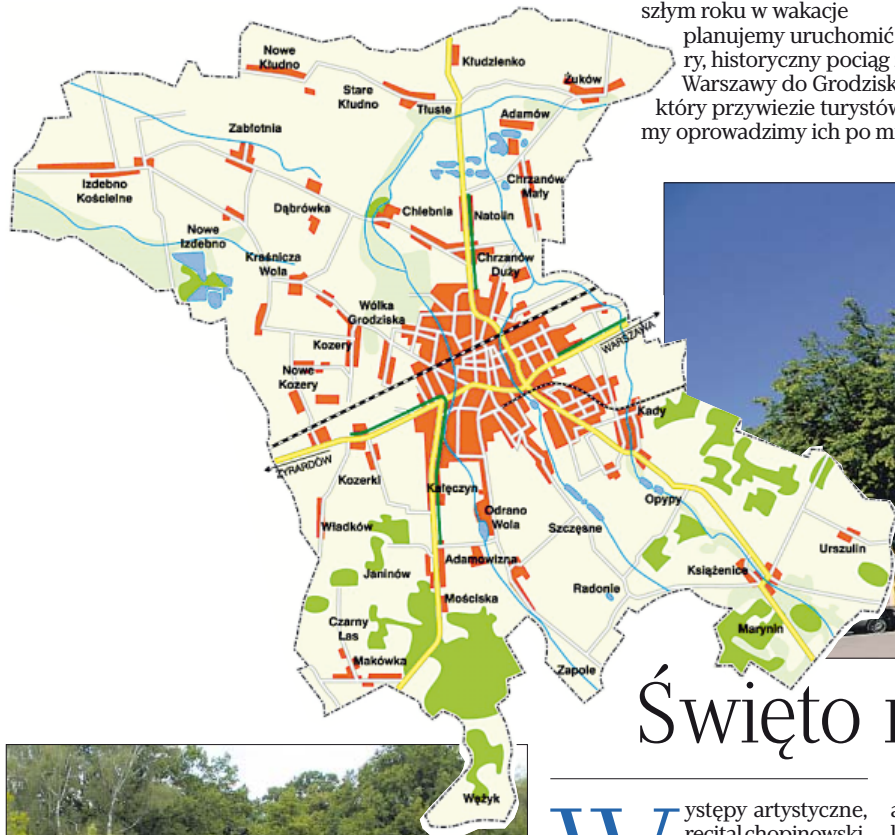 szłym roku w wakacje
planujemy uruchomić
ry, historyczny pociąg
Warszawy do Grodzisk
który przywiezie turystów
my oprowadzimy ich po m
Nowe
Kłudno
Kłudzienko
Stare
Kłudno
Żuków
Tłuste
Adamów
Zabłotnia
Izdebno
Kościelne
Chrzanów
Mały
Dąbrówka
Chlebnia
Natolin
Nowe
Izdebno
Kraśnicza
Wola
Chrzanów
Duży
Wólka
Grodziska
Kozery
WARSZAWA
Nowe
Kozery
Kady
ŻYRARDÓW
Kozerki
Kałęczyn
Opypy
Odrano
Wola
Władków
Szczęsne
Urszulin
Adamowizna
Janinów
Książenice
Radonie
Mościska
Czarny
Las
Marynin
Makówka
Zapole
Święto
Wężyk
Występy artystyczne,
recital chopinowski